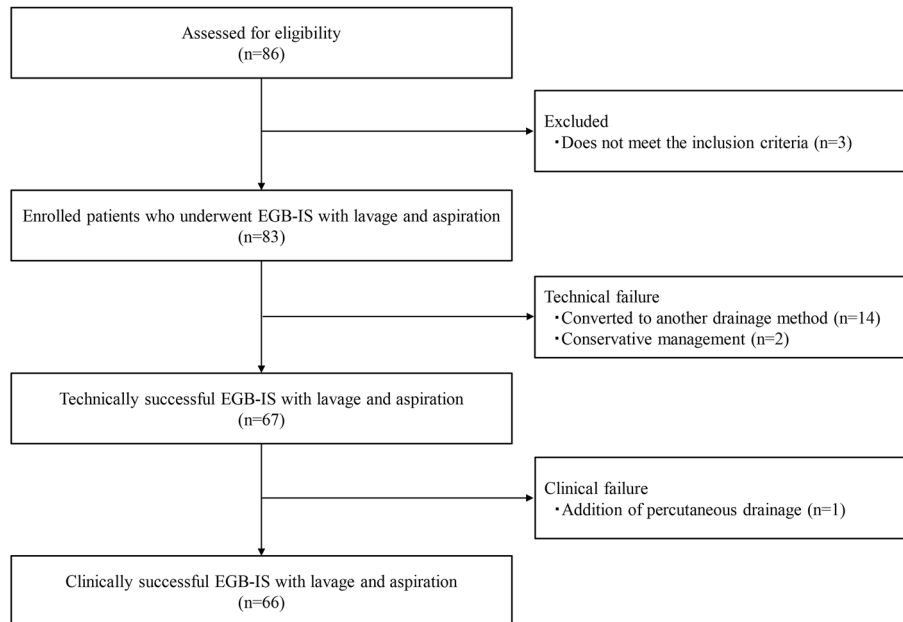 Assessed for eligibility
(n=86)
Excluded
・Does not meet the inclusion criteria (n=3)
Enrolled patients who underwent EGB-IS with lavage and aspiration
(n=83)
Technical failure
・Converted to another drainage method (n=14)
・Conservative management (n=2)
Technically successful EGB-IS with lavage and aspiration
(n=67)
Clinical failure
・Addition of percutaneous drainage (n=1)
Clinically successful EGB-IS with lavage and aspiration
(n=66)